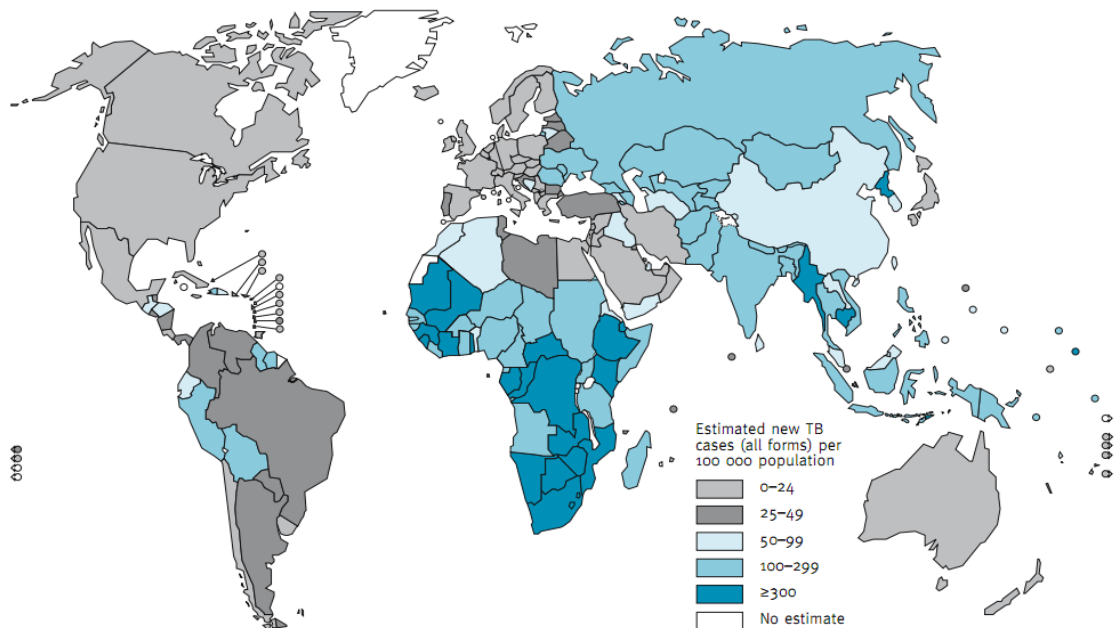 Estimated new TB
cases (all forms) per
100 000 population
0–24
25–49
50–99
100–299
≥300
No estimate